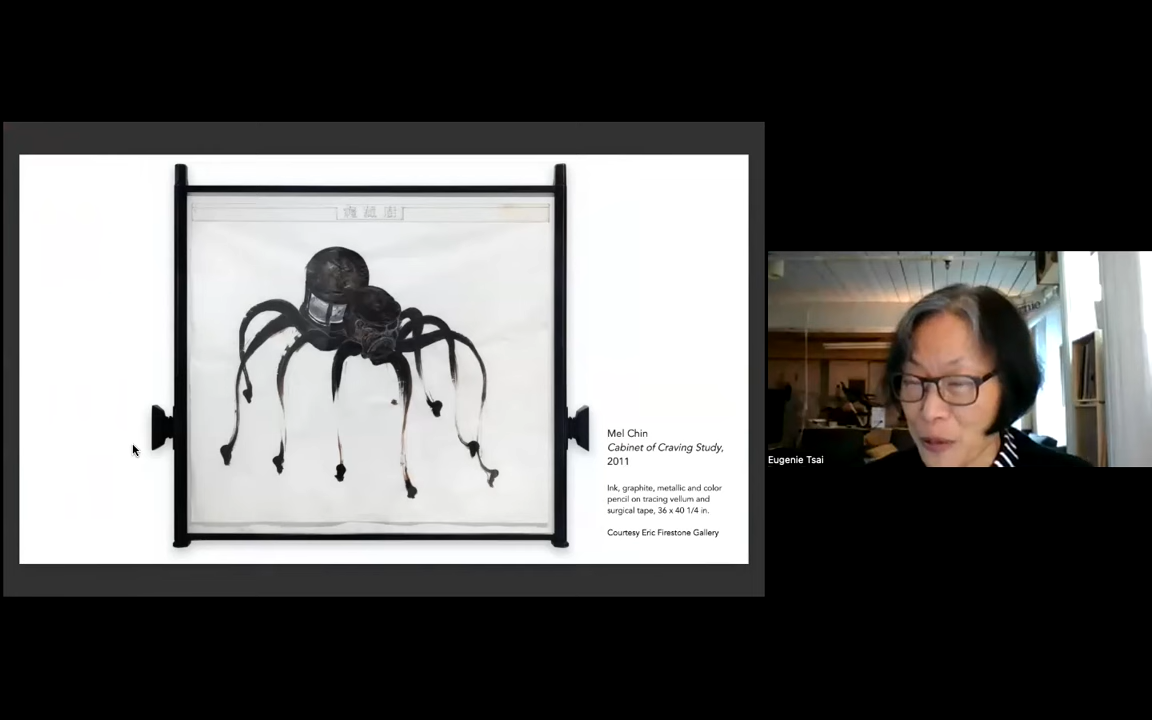 Mel Chin
Cabinet of Craving Study,
2011
Ink, graphite, metallic and color
pencil on tracing vellum and
surgical tape, 36 x 40 1/4 in.
Courtesy Eric Firestone Gallery
Eugenie Tsai